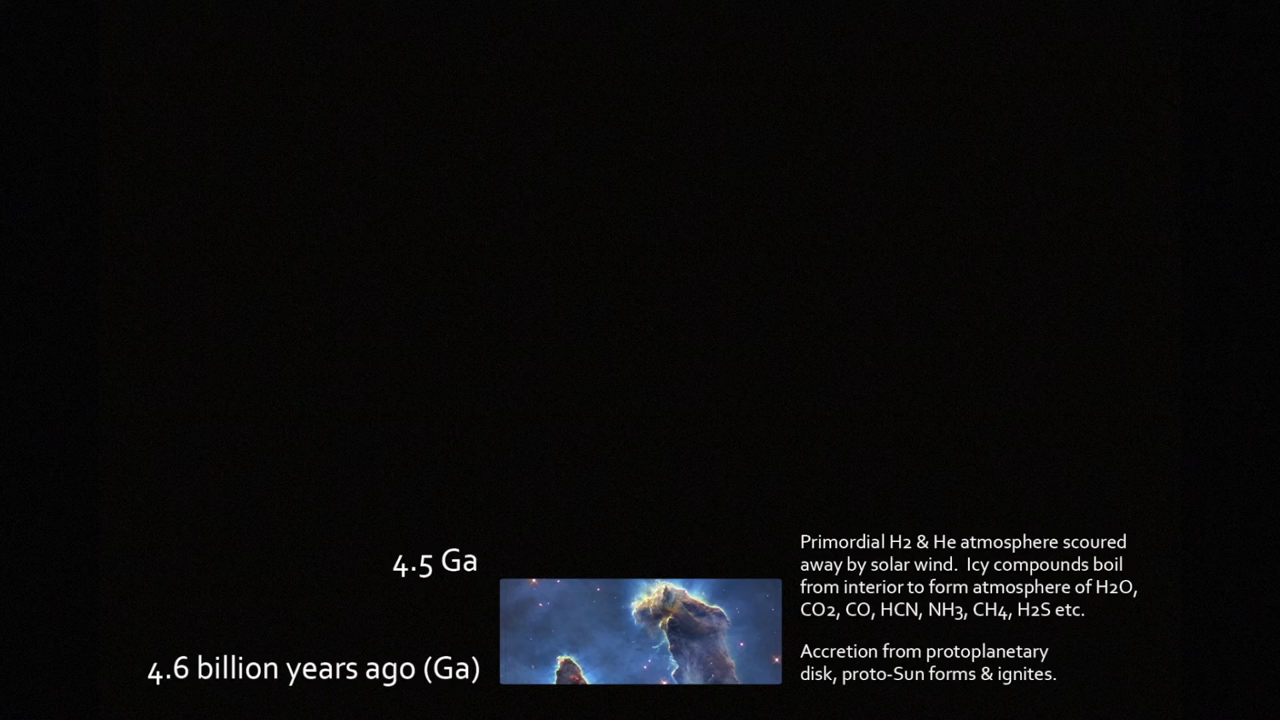 4.5 Ga
Primordial H2 & He atmosphere scoured
away by solar wind.  Icy compounds boil
from interior to form atmosphere of H2O,
CO2, CO, HCN, NH3, CH4, H2S etc.
4.6 billion years ago (Ga)
Accretion from protoplanetary
disk, proto-Sun forms & ignites.